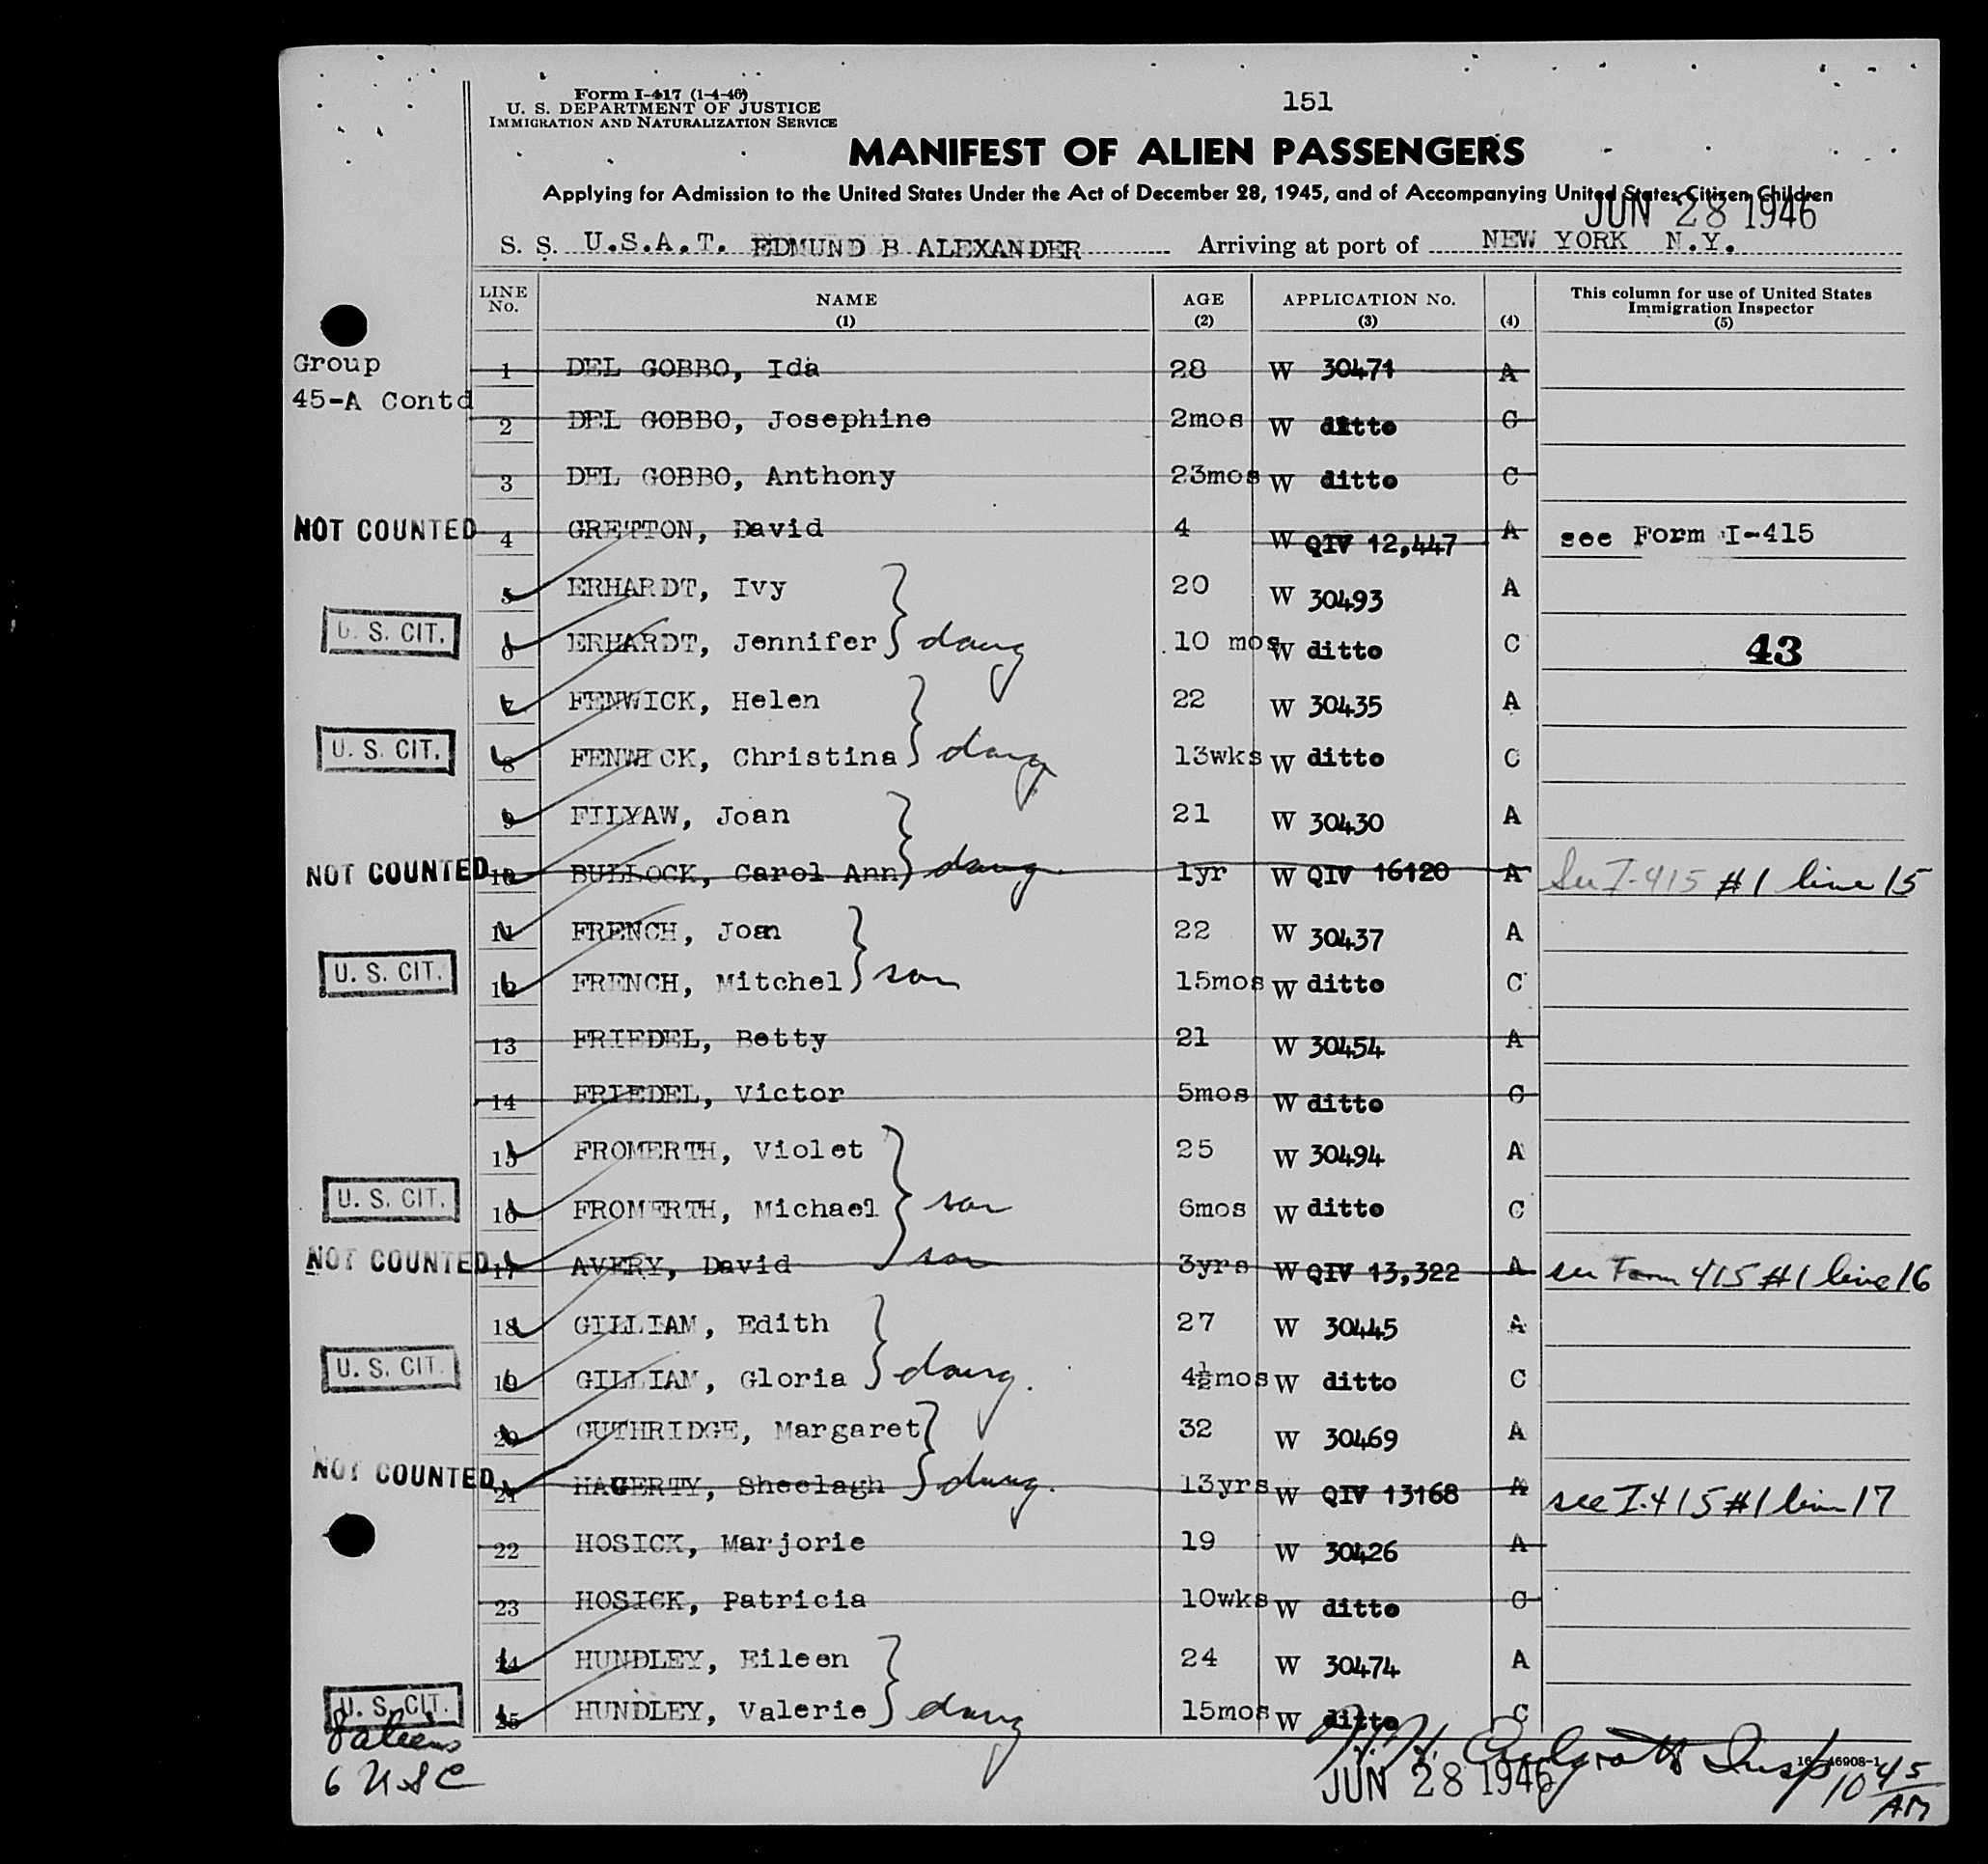 Form I-417 (1-4-46)
U. S. DEPARTMENT OF JUSTICE
IMMIGRATION AND NATURALIZATION SERVICE
151
MANIFEST OF ALIEN PASSENGERS
Applying for Admission to the United States Under the Act of December 28, 1945, and of Accompanying United States Citizen Children
JUN 28 1946
S. S. U.S.A.T. EDMUND B ALEXANDER Arriving at port of NEW YORK N.Y.
LINE No. NAME (1) AGE (2) APPLICATION No. (3) (4) This column for use of United States Immigration Inspector (5)
Group
45-A Contd
1 DEL GOBBO, Ida 28 W 30471 A
2 DEL GOBBO, Josephine 2mos W ditto C
3 DEL GOBBO, Anthony 23mos W ditto C
NOT COUNTED 4 GRETTON, David 4 W QIV 12,447 A see Form I-415
5 ERHARDT, Ivy 20 W 30493 A
U. S. CIT. 6 ERHARDT, Jennifer } daug 10 mos W ditto C 43
7 FENWICK, Helen 22 W 30435 A
U. S. CIT. 8 FENWICK, Christina } daug 13wks W ditto C
9 FILYAW, Joan 21 W 30430 A
NOT COUNTED 10 BULLOCK, Carol Ann } daug. 1yr W QIV 16120 A See I-415 #1 line 15
11 FRENCH, Joan 22 W 30437 A
U. S. CIT. 12 FRENCH, Mitchel } son 15mos W ditto C
13 FRIEDEL, Betty 21 W 30454 A
14 FRIEDEL, Victor 5mos W ditto C
15 FROMERTH, Violet 25 W 30494 A
U. S. CIT. 16 FROMERTH, Michael } son 6mos W ditto C
NOT COUNTED 17 AVERY, David son 3yrs W QIV 13,322 A see Form 415 #1 line 16
18 GILLIAM, Edith 27 W 30445 A
U. S. CIT. 19 GILLIAM, Gloria } daug. 4½mos W ditto C
20 GUTHRIDGE, Margaret 32 W 30469 A
NOT COUNTED 21 HAGERTY, Sheelagh } daug. 13yrs W QIV 13168 A see I-415 #1 line 17
22 HOSICK, Marjorie 19 W 30426 A
23 HOSICK, Patricia 10wks W ditto C
24 HUNDLEY, Eileen 24 W 30474 A
U. S. CIT. 25 HUNDLEY, Valerie } daug 15mos W ditto C
8 aliens
6 USC
Insp
16-46908-1
JUN 28 1946
10 45 AM